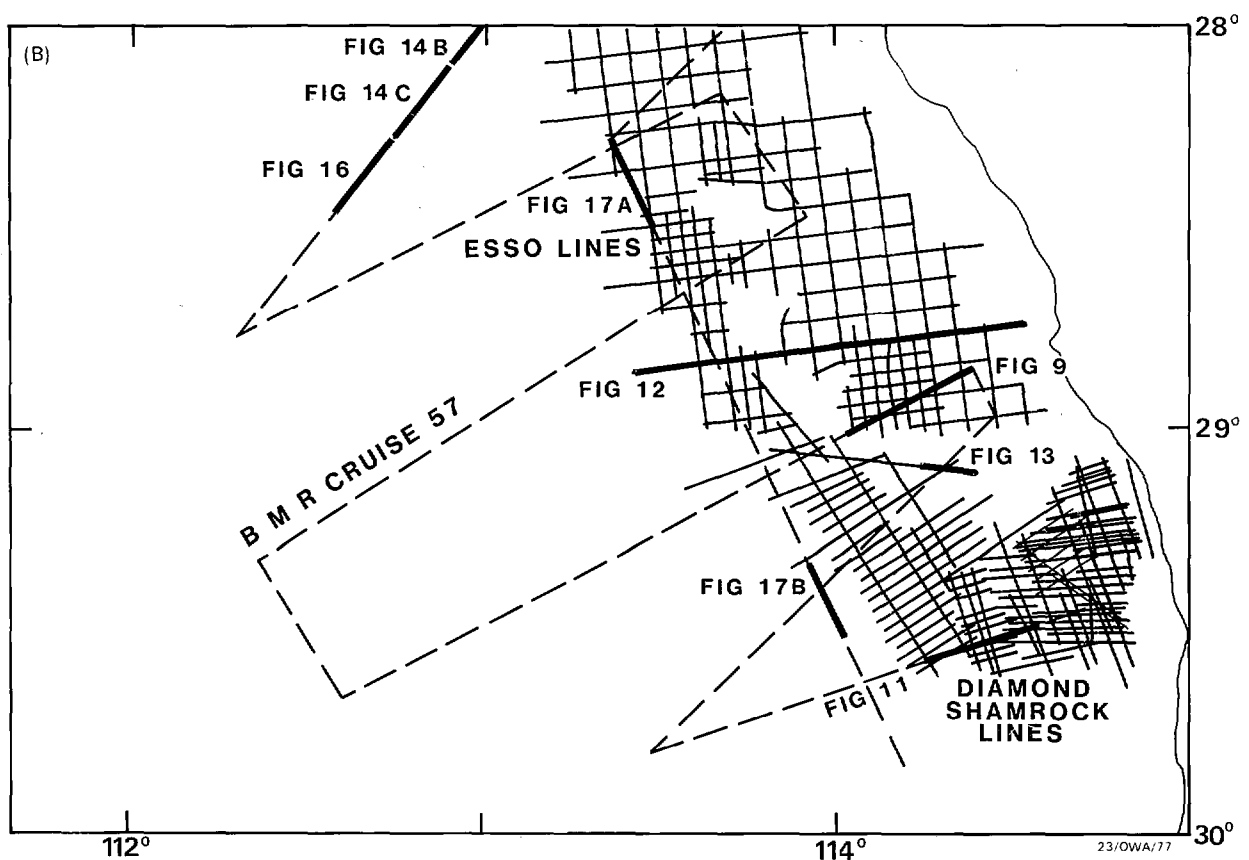 (B)
28°
FIG 14 B
FIG 14 C
FIG 16
FIG 17A
ESSO LINES
FIG 12
FIG 9
29°
B M R CRUISE 57
FIG 13
FIG 17B
FIG 11
DIAMOND
SHAMROCK
LINES
112°
114°
30°
23/OWA/77